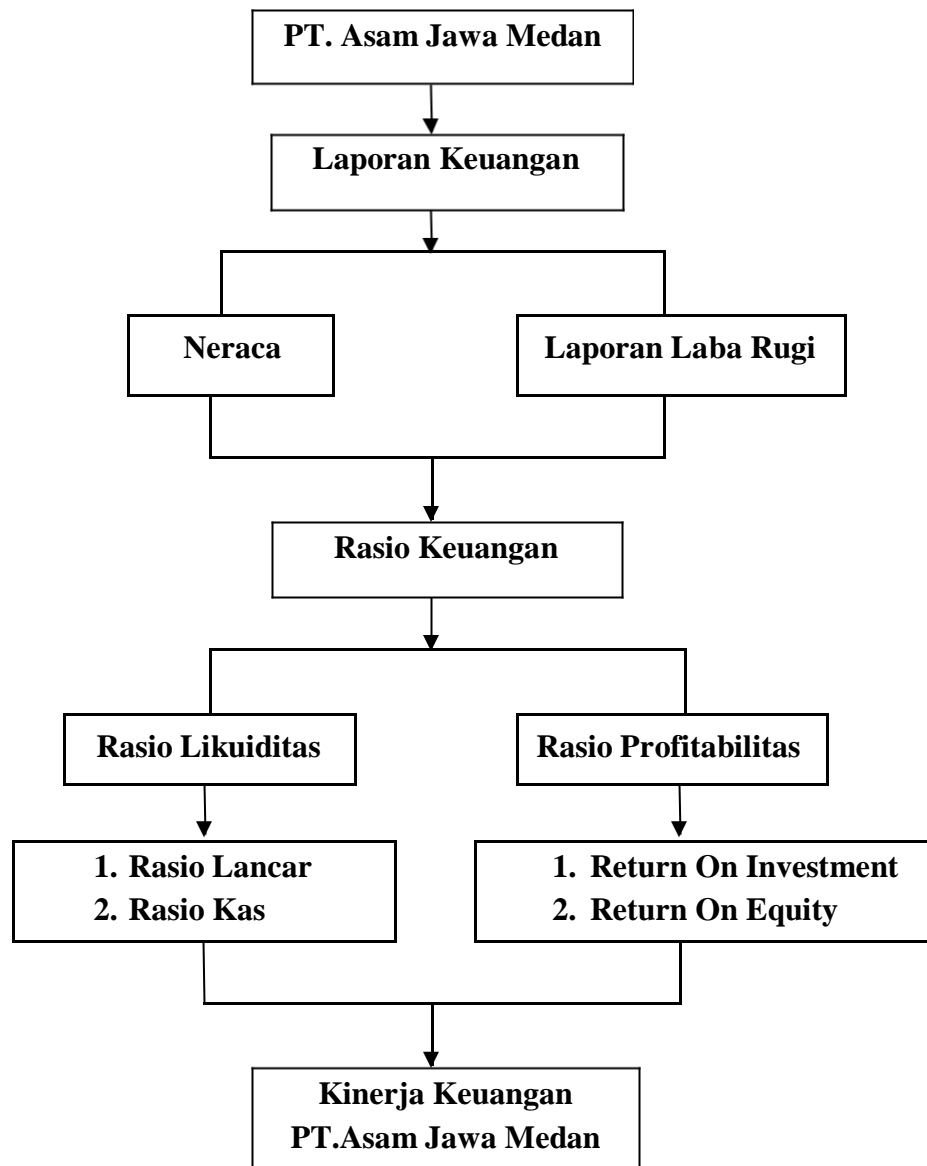 PT. Asam Jawa Medan
Laporan Keuangan
Neraca
Laporan Laba Rugi
Rasio Keuangan
Rasio Likuiditas
Rasio Profitabilitas
1. Rasio Lancar
2. Rasio Kas
1. Return On Investment
2. Return On Equity
Kinerja Keuangan
PT.Asam Jawa Medan